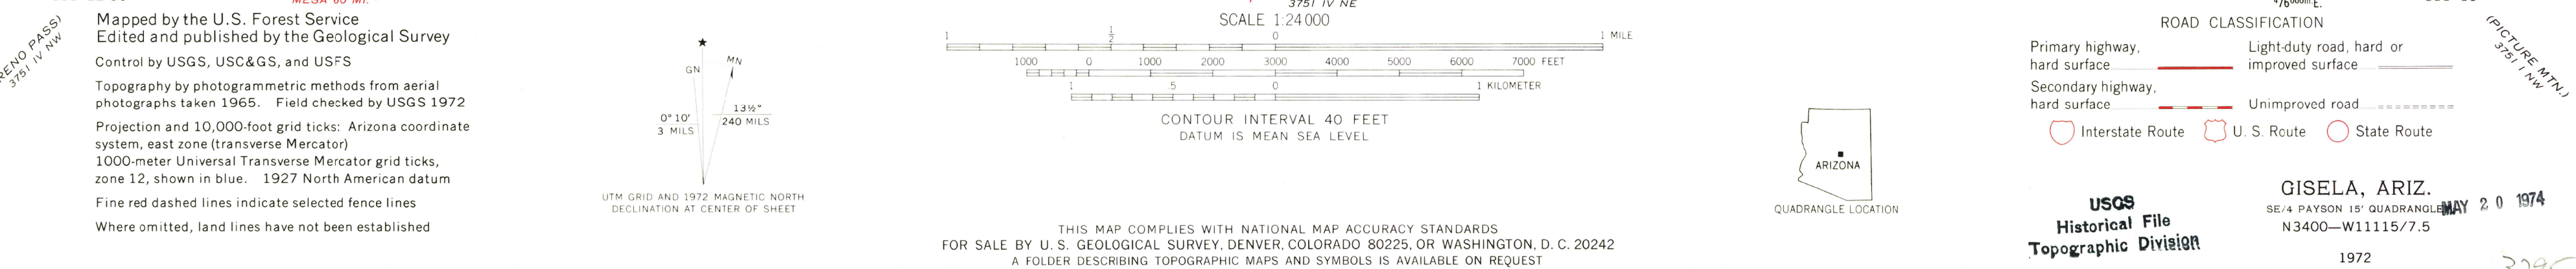 MESA 60 MI.
RENO PASS)
3751 IV NW
Mapped by the U.S. Forest Service
Edited and published by the Geological Survey
Control by USGS, USC&GS, and USFS
Topography by photogrammetric methods from aerial
photographs taken 1965. Field checked by USGS 1972
Projection and 10,000-foot grid ticks: Arizona coordinate
system, east zone (transverse Mercator)
1000-meter Universal Transverse Mercator grid ticks,
zone 12, shown in blue. 1927 North American datum
Fine red dashed lines indicate selected fence lines
Where omitted, land lines have not been established
★
GN
MN
0° 10'
3 MILS
13½°
240 MILS
UTM GRID AND 1972 MAGNETIC NORTH
DECLINATION AT CENTER OF SHEET
3751 IV NE
SCALE 1:24 000
1 ½ 0 1 MILE
1000 0 1000 2000 3000 4000 5000 6000 7000 FEET
1 .5 0 1 KILOMETER
CONTOUR INTERVAL 40 FEET
DATUM IS MEAN SEA LEVEL
THIS MAP COMPLIES WITH NATIONAL MAP ACCURACY STANDARDS
FOR SALE BY U. S. GEOLOGICAL SURVEY, DENVER, COLORADO 80225, OR WASHINGTON, D. C. 20242
A FOLDER DESCRIBING TOPOGRAPHIC MAPS AND SYMBOLS IS AVAILABLE ON REQUEST
ARIZONA
QUADRANGLE LOCATION
476000m.E.
ROAD CLASSIFICATION
Primary highway,
hard surface
Light-duty road, hard or
improved surface
Secondary highway,
hard surface
Unimproved road
Interstate Route U. S. Route State Route
(PICTURE MTN.)
3751 I NW
USGS
Historical File
Topographic Division
GISELA, ARIZ.
SE/4 PAYSON 15' QUADRANGLE
MAY 20 1974
N3400—W11115/7.5
1972